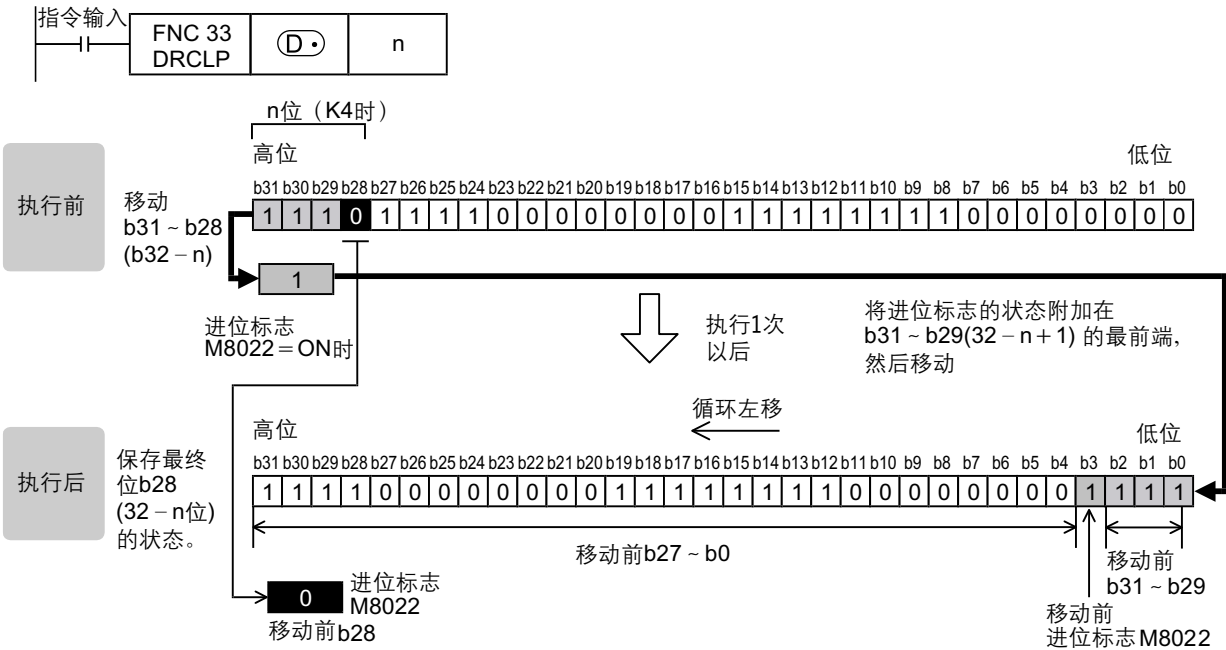 指令输入
FNC 33
DRCLP
D・
n
n位（K4时）
高位
低位
执行前
移动
b31～b28
(b32－n)
b31 b30 b29 b28 b27 b26 b25 b24 b23 b22 b21 b20 b19 b18 b17 b16 b15 b14 b13 b12 b11 b10 b9 b8 b7 b6 b5 b4 b3 b2 b1 b0
1 1 1 0 1 1 1 1 0 0 0 0 0 0 0 0 1 1 1 1 1 1 1 1 0 0 0 0 0 0 0 0
1
进位标志
M8022＝ON时
执行1次
以后
将进位标志的状态附加在
b31～b29(32－n＋1) 的最前端,
然后移动
循环左移
高位
低位
执行后
保存最终
位b28
(32－n位)
的状态。
b31 b30 b29 b28 b27 b26 b25 b24 b23 b22 b21 b20 b19 b18 b17 b16 b15 b14 b13 b12 b11 b10 b9 b8 b7 b6 b5 b4 b3 b2 b1 b0
1 1 1 1 0 0 0 0 0 0 0 0 1 1 1 1 1 1 1 1 0 0 0 0 0 0 0 0 1 1 1 1
移动前b27～b0
移动前
b31～b29
0
进位标志
M8022
移动前b28
移动前
进位标志M8022